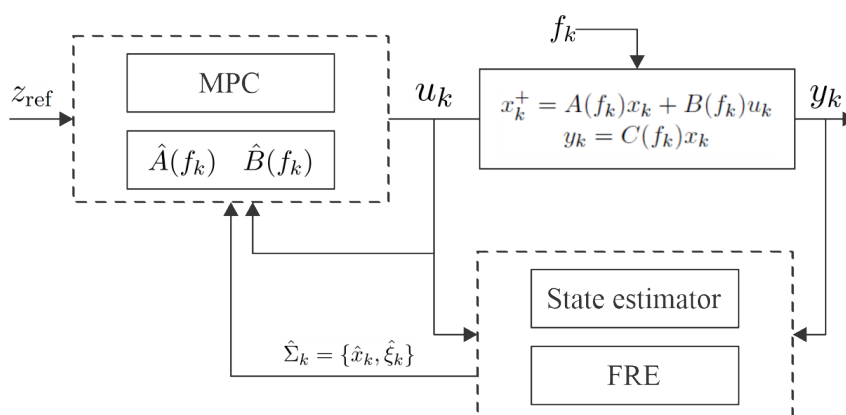 f_k
z_ref
MPC
Â(f_k) B̂(f_k)
u_k
x_k^+ = A(f_k)x_k + B(f_k)u_k
y_k = C(f_k)x_k
y_k
State estimator
FRE
Σ̂_k = {x̂_k, ξ̂_k}